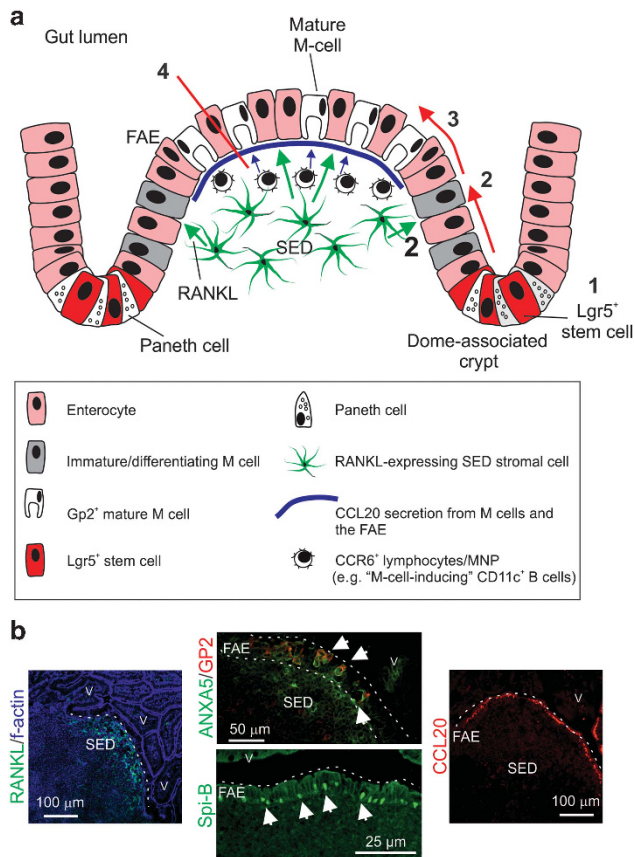 a
Gut lumen
Mature
M-cell
4
FAE
3
2
SED
2
RANKL
1
Paneth cell
Lgr5⁺
stem cell
Dome-associated
crypt
Enterocyte
Immature/differentiating M cell
Gp2⁺ mature M cell
Lgr5⁺ stem cell
Paneth cell
RANKL-expressing SED stromal cell
CCL20 secretion from M cells and
the FAE
CCR6⁺ lymphocytes/MNP
(e.g. “M-cell-inducing” CD11c⁺ B cells)
b
RANKL/f-actin
V
V
SED
V
100 µm
ANXA5/GP2
FAE
V
SED
50 µm
Spi-B
V
FAE
25 µm
CCL20
V
FAE
SED
100 µm